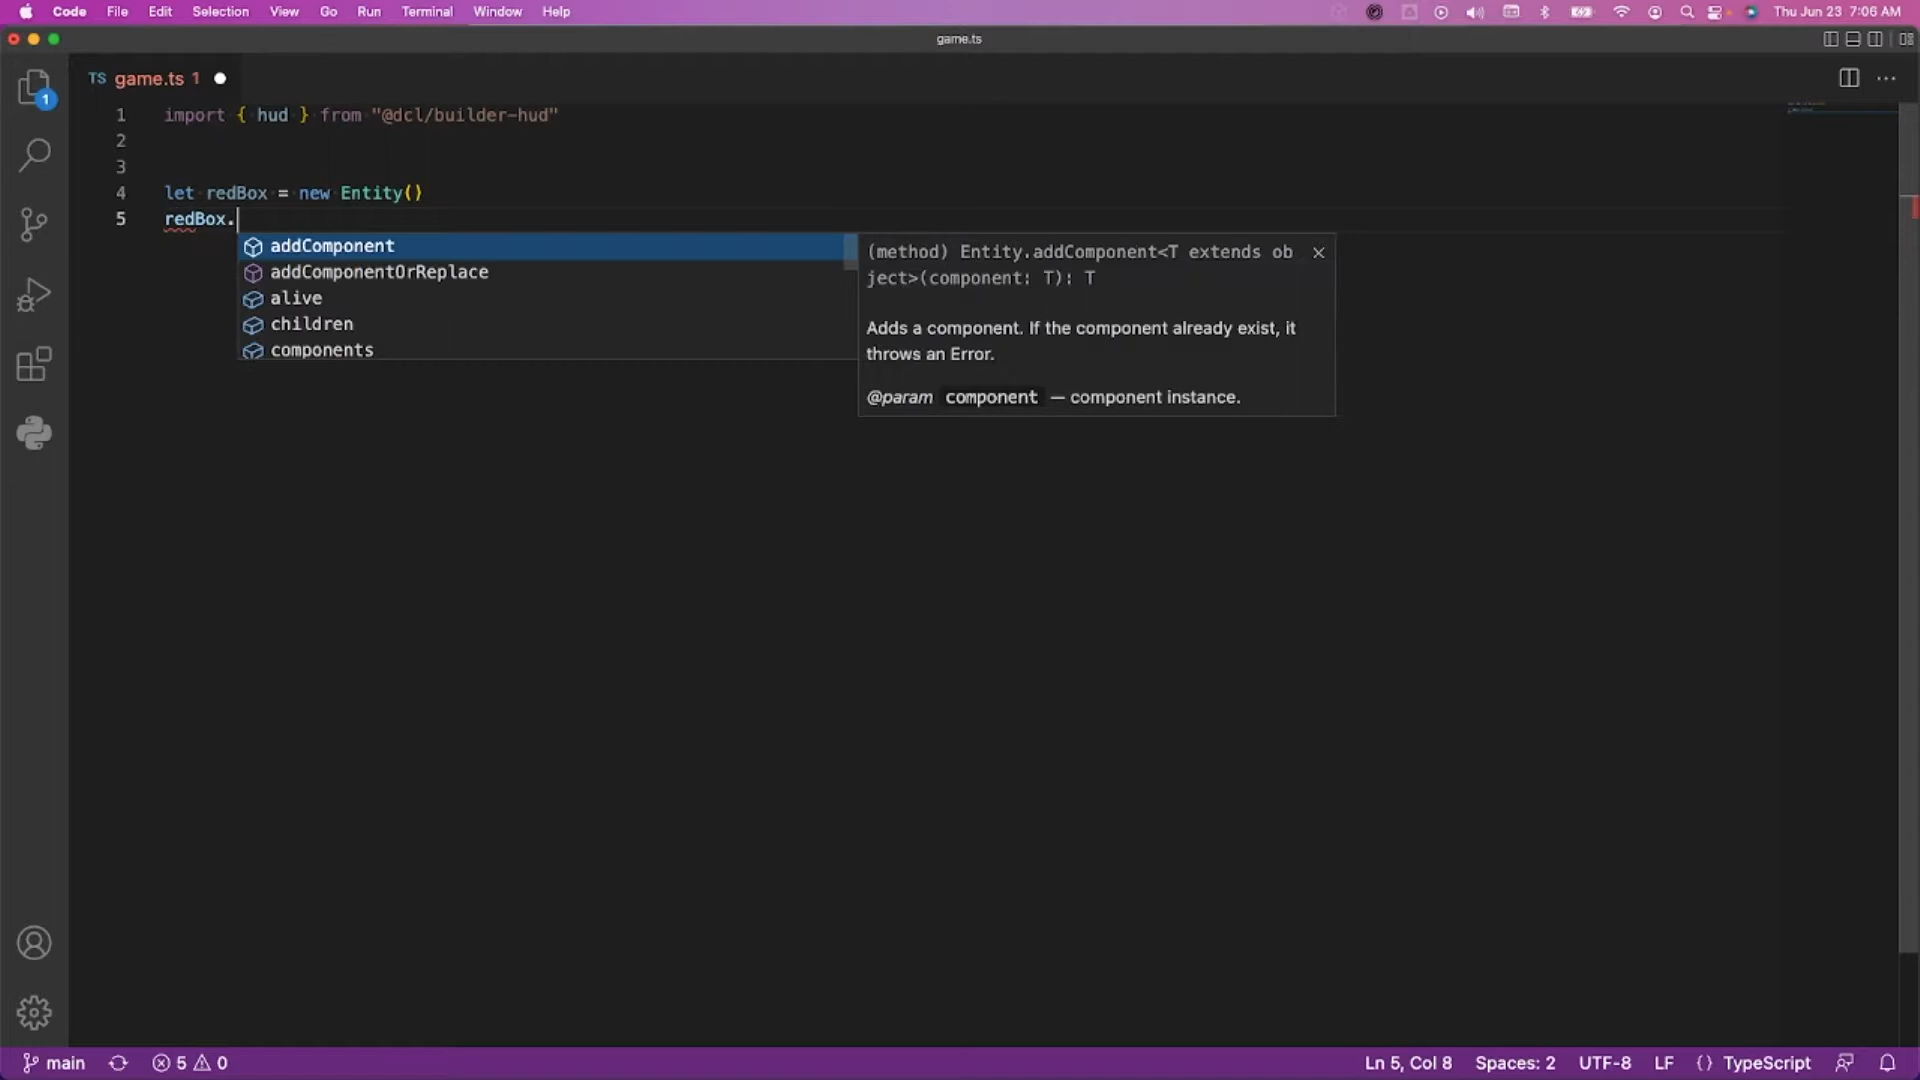 Code File Edit Selection View Go Run Terminal Window Help Thu Jun 23 7:06 AM
game.ts
TS game.ts 1
1
1 import { hud } from "@dcl/builder-hud"
2
3
4 let redBox = new Entity()
5 redBox.
addComponent
addComponentOrReplace
alive
children
components
(method) Entity.addComponent<T extends ob
ject>(component: T): T
Adds a component. If the component already exist, it
throws an Error.
@param component — component instance.
main 5 0 Ln 5, Col 8 Spaces: 2 UTF-8 LF {} TypeScript